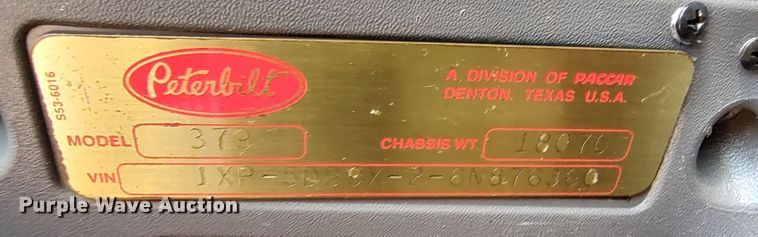 S53-6016
Peterbilt
A DIVISION OF PACCAR
DENTON, TEXAS U.S.A.
MODEL 379
CHASSIS WT 18070
VIN
Purple Wave Auction